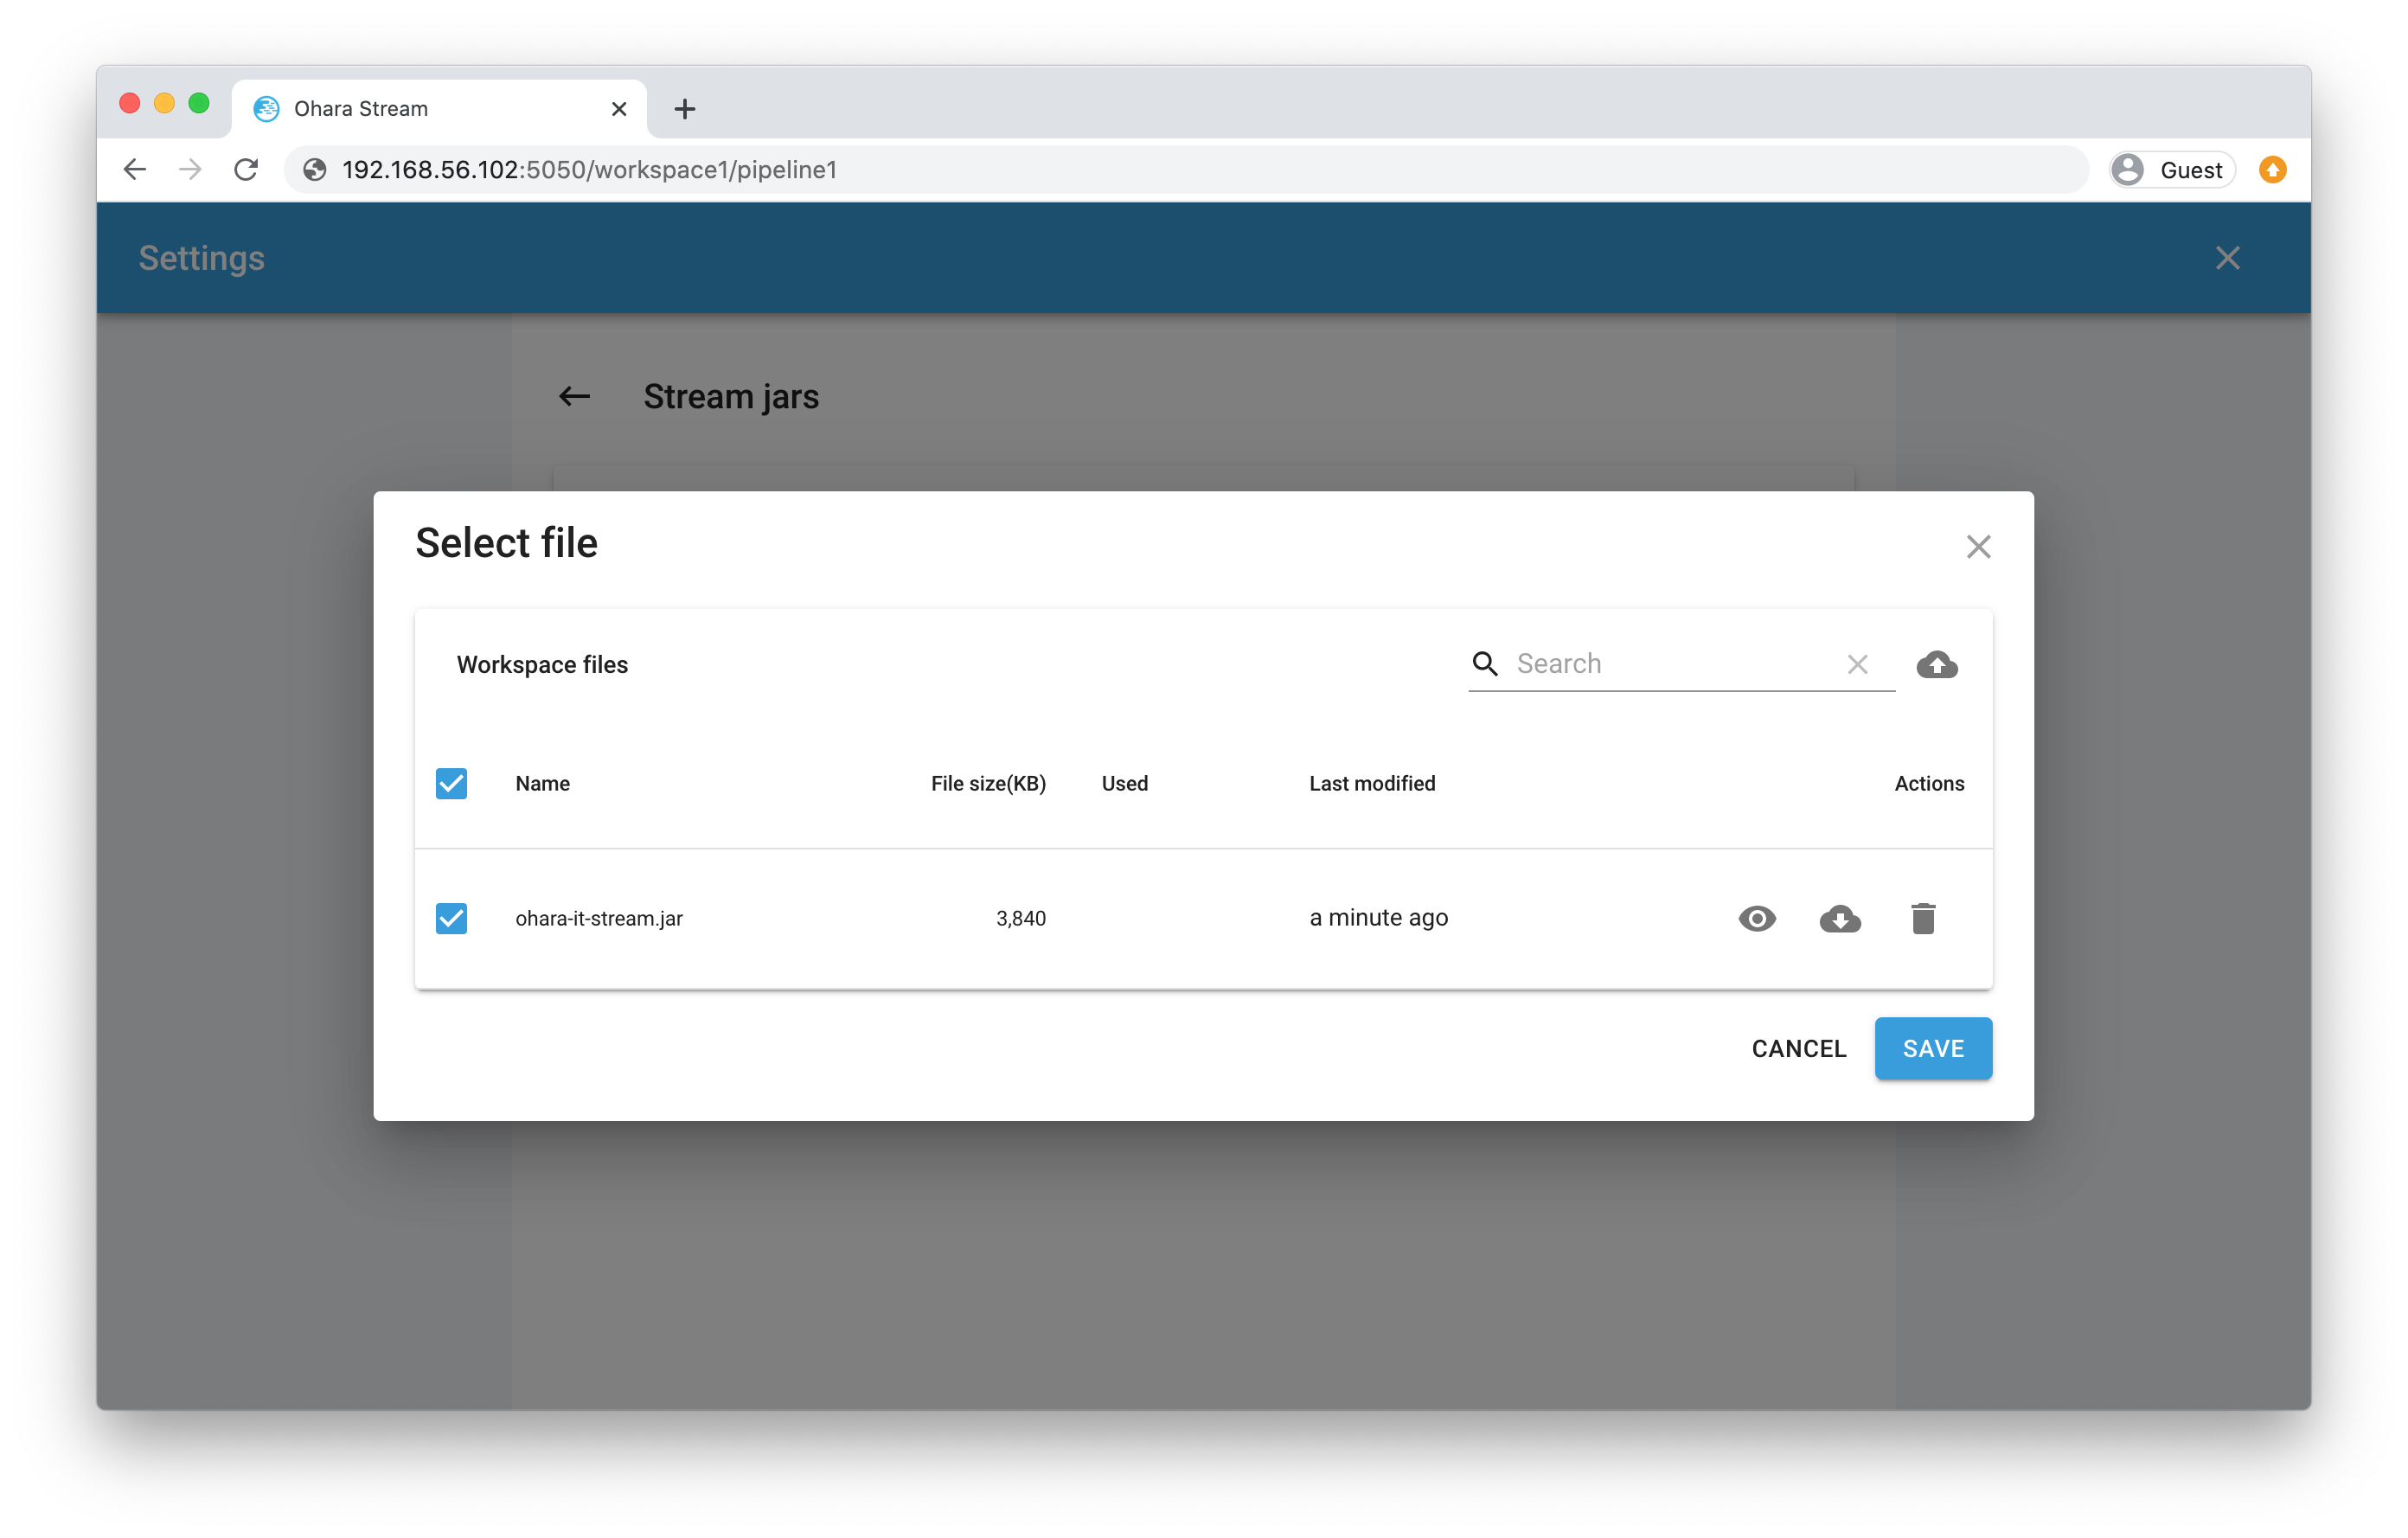 Ohara Stream
192.168.56.102:5050/workspace1/pipeline1
Guest
Settings
Stream jars
Select file
Workspace files
Search
Name File size(KB) Used Last modified Actions
ohara-it-stream.jar 3,840 a minute ago
CANCEL SAVE